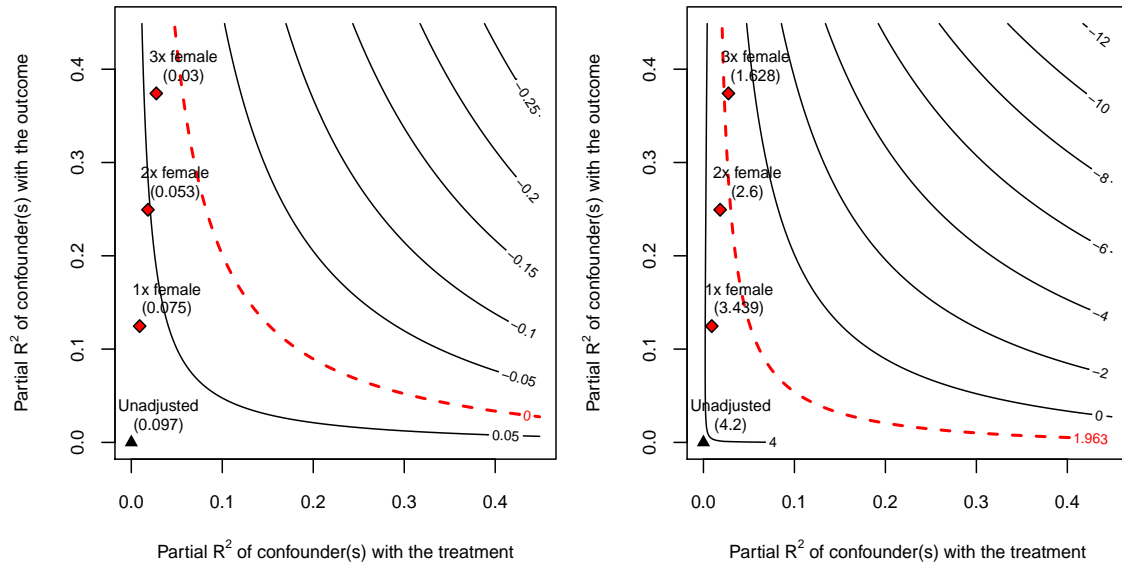 Partial R² of confounder(s) with the outcome
0.4
0.3
0.2
0.1
0.0
3x female
(0.03)
2x female
(0.053)
1x female
(0.075)
Unadjusted
(0.097)
−0.25
−0.2
−0.15
−0.1
−0.05
0
0.05
0.0 0.1 0.2 0.3 0.4
Partial R² of confounder(s) with the treatment
Partial R² of confounder(s) with the outcome
0.4
0.3
0.2
0.1
0.0
3x female
(1.628)
2x female
(2.6)
1x female
(3.439)
Unadjusted
(4.2)
−12
−10
−8
−6
−4
−2
0
1.963
4
0.0 0.1 0.2 0.3 0.4
Partial R² of confounder(s) with the treatment